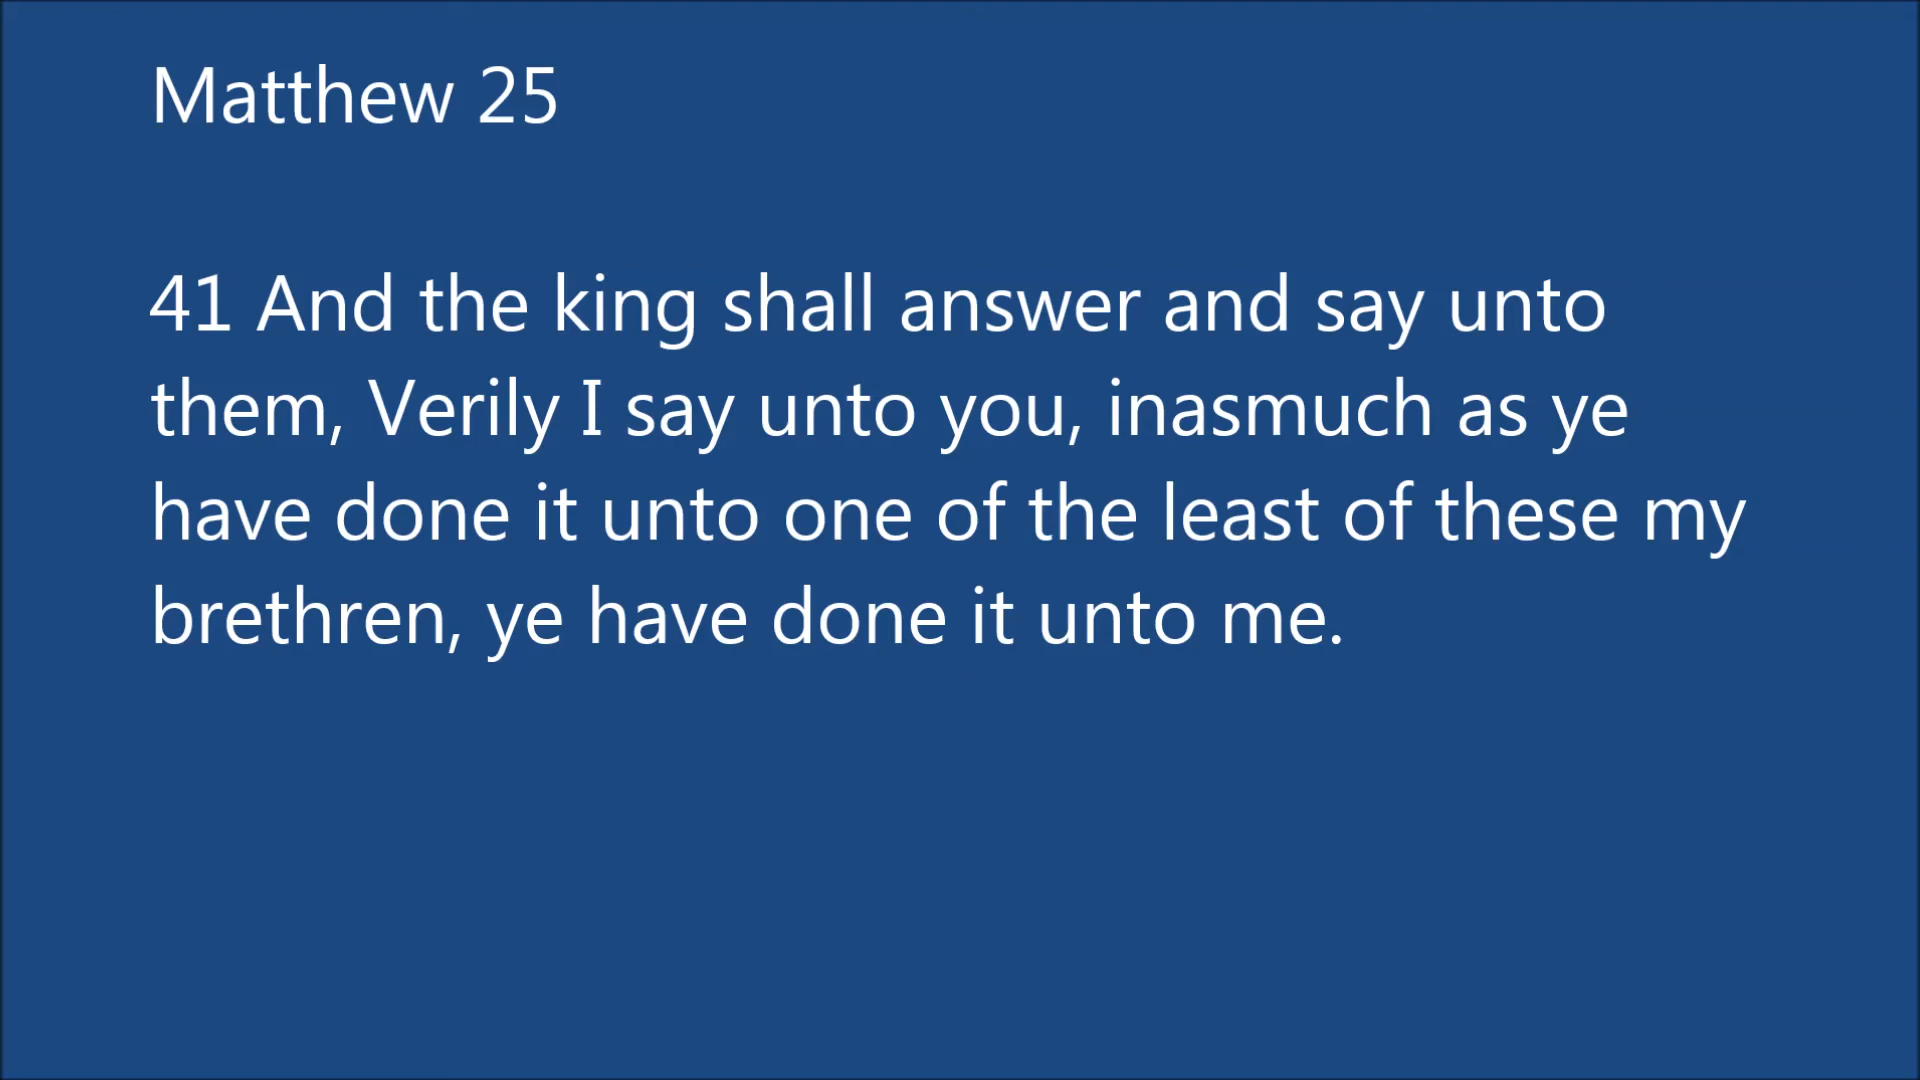 Matthew 25
41 And the king shall answer and say unto
them, Verily I say unto you, inasmuch as ye
have done it unto one of the least of these my
brethren, ye have done it unto me.